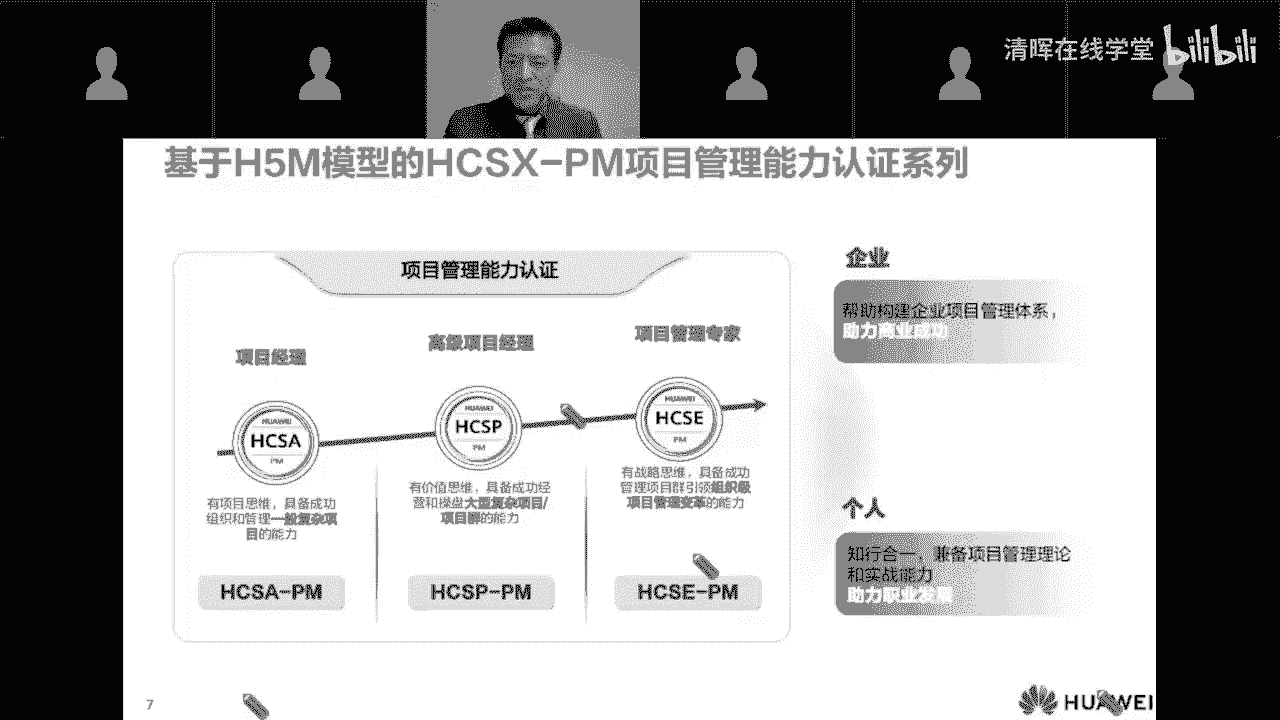 清晖在线学堂 bilibili
基于H5M模型的HCSX-PM项目管理能力认证系列
项目管理能力认证
企业
帮助构建企业项目管理体系，
助力商业成功
项目经理
高级项目经理
项目管理专家
HUAWEI
HCSA
PM
HUAWEI
HCSP
PM
HUAWEI
HCSE
PM
有项目思维，具备成功
组织和管理一般复杂项
目的能力
有价值思维，具备成功经
营和操盘大型复杂项目/
项目群的能力
有战略思维，具备成功
管理项目群引领组织级
项目管理变革的能力
HCSA-PM
HCSP-PM
HCSE-PM
个人
知行合一，兼备项目管理理论
和实战能力
助力职业发展
7
HUAWEI